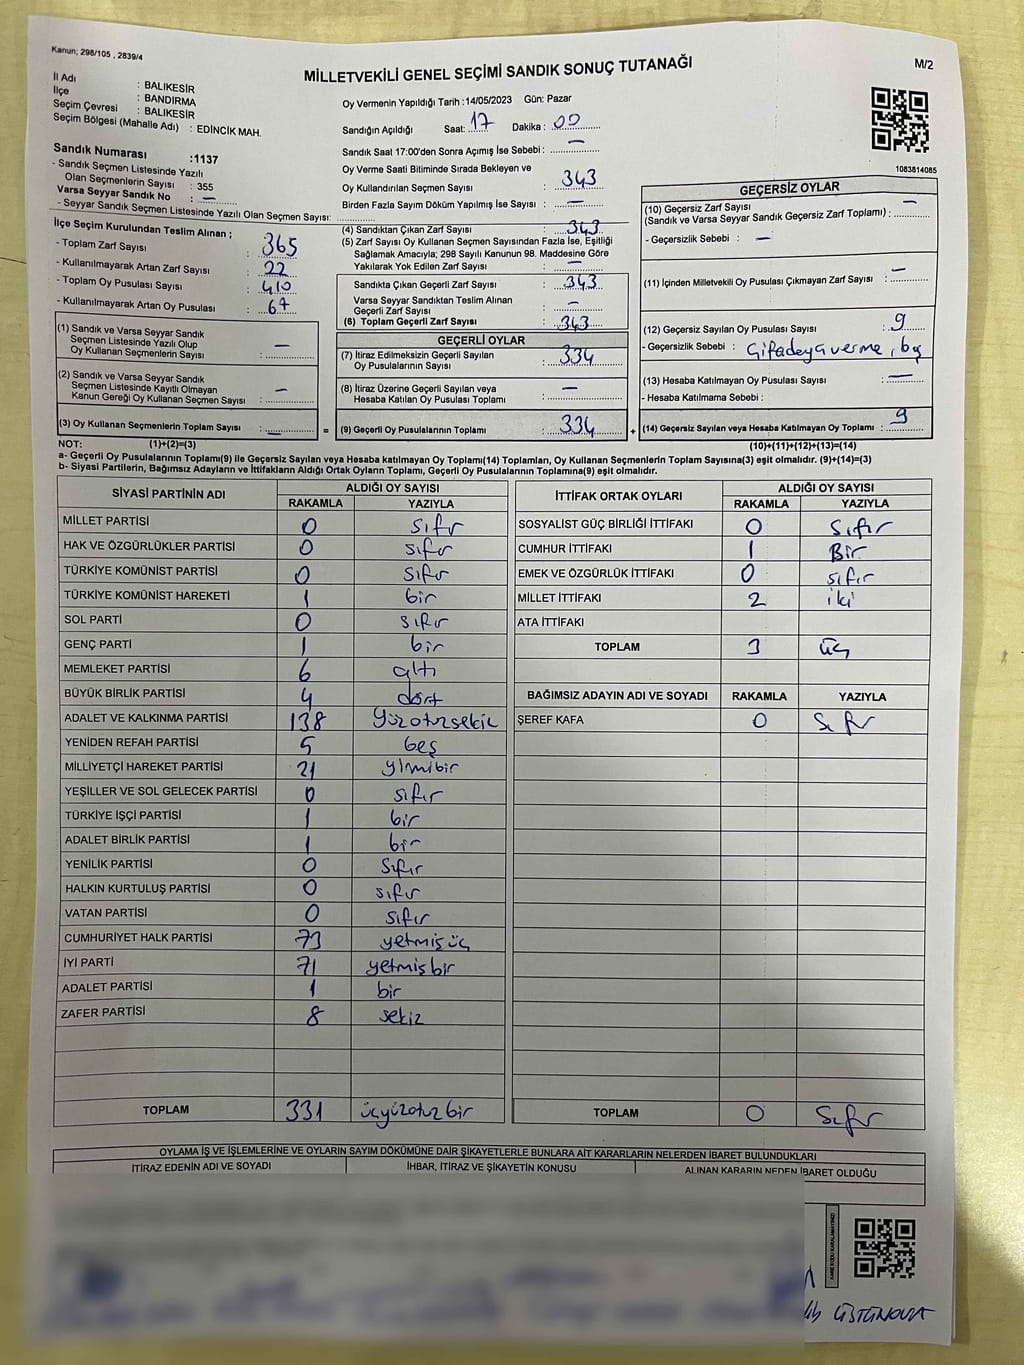 Kanun; 298/105 , 2839/4
MİLLETVEKİLİ GENEL SEÇİMİ SANDIK SONUÇ TUTANAĞI
M/2
İl Adı : BALIKESİR
İlçe : BANDIRMA
Seçim Çevresi : BALIKESİR
Seçim Bölgesi (Mahalle Adı) : EDİNCİK MAH.
Oy Vermenin Yapıldığı Tarih :14/05/2023 Gün: Pazar
Sandığın Açıldığı Saat: 17 Dakika : 00
Sandık Saat 17:00'den Sonra Açımış İse Sebebi : —
Oy Verme Saati Bitiminde Sırada Bekleyen ve
Oy Kullandırılan Seçmen Sayısı : 343
Birden Fazla Sayım Döküm Yapılmış İse Sayısı : —
1083814085
Sandık Numarası :1137
- Sandık Seçmen Listesinde Yazılı
Olan Seçmenlerin Sayısı : 355
Varsa Seyyar Sandık No : —
- Seyyar Sandık Seçmen Listesinde Yazılı Olan Seçmen Sayısı:
İlçe Seçim Kurulundan Teslim Alınan ;
- Toplam Zarf Sayısı : 365
- Kullanılmayarak Artan Zarf Sayısı : 22
- Toplam Oy Pusulası Sayısı : 410
- Kullanılmayarak Artan Oy Pusulası : 67
(1) Sandık ve Varsa Seyyar Sandık
Seçmen Listesinde Yazılı Olup
Oy Kullanan Seçmenlerin Sayısı : —
(2) Sandık ve Varsa Seyyar Sandık
Seçmen Listesinde Kayıtlı Olmayan
Kanun Gereği Oy Kullanan Seçmen Sayısı : —
(3) Oy Kullanan Seçmenlerin Toplam Sayısı : —
(4) Sandıktan Çıkan Zarf Sayısı : 343
(5) Zarf Sayısı Oy Kullanan Seçmen Sayısından Fazla İse, Eşitliği
Sağlamak Amacıyla; 298 Sayılı Kanunun 98. Maddesine Göre
Yakılarak Yok Edilen Zarf Sayısı : —
Sandıkta Çıkan Geçerli Zarf Sayısı : 343
Varsa Seyyar Sandıktan Teslim Alınan
Geçerli Zarf Sayısı : —
(6) Toplam Geçerli Zarf Sayısı : 343
GEÇERLİ OYLAR
(7) İtiraz Edilmeksizin Geçerli Sayılan
Oy Pusulalarının Sayısı : 334
(8) İtiraz Üzerine Geçerli Sayılan veya
Hesaba Katılan Oy Pusulası Toplamı : —
= (9) Geçerli Oy Pusulalarının Toplamı : 334
GEÇERSİZ OYLAR
(10) Geçersiz Zarf Sayısı
(Sandık ve Varsa Seyyar Sandık Geçersiz Zarf Toplamı) : —
- Geçersizlik Sebebi : —
(11) İçinden Milletvekili Oy Pusulası Çıkmayan Zarf Sayısı : —
(12) Geçersiz Sayılan Oy Pusulası Sayısı : 9
- Geçersizlik Sebebi :
(13) Hesaba Katılmayan Oy Pusulası Sayısı : —
- Hesaba Katılmama Sebebi :
+ (14) Geçersiz Sayılan veya Hesaba Katılmayan Oy Toplamı : 9
NOT: (1)+(2)=(3)
(10)+(11)+(12)+(13)=(14)
a- Geçerli Oy Pusulalarının Toplamı(9) ile Geçersiz Sayılan veya Hesaba katılmayan Oy Toplamı(14) Toplamları, Oy Kullanan Seçmenlerin Toplam Sayısına(3) eşit olmalıdır. (9)+(14)=(3)
b- Siyasi Partilerin, Bağımsız Adayların ve İttifakların Aldığı Ortak Oyların Toplamı, Geçerli Oy Pusulalarının Toplamına(9) eşit olmalıdır.
SİYASİ PARTİNİN ADI ALDIĞI OY SAYISI
RAKAMLA YAZIYLA
MİLLET PARTİSİ 0 sıfır
HAK VE ÖZGÜRLÜKLER PARTİSİ 0 sıfır
TÜRKİYE KOMÜNİST PARTİSİ 0 sıfır
TÜRKİYE KOMÜNİST HAREKETİ 1 bir
SOL PARTİ 0 sıfır
GENÇ PARTİ 1 bir
MEMLEKET PARTİSİ 6 altı
BÜYÜK BİRLİK PARTİSİ 4 dört
ADALET VE KALKINMA PARTİSİ 138 yüzotuzsekiz
YENİDEN REFAH PARTİSİ 5 beş
MİLLİYETÇİ HAREKET PARTİSİ 21 yirmibir
YEŞİLLER VE SOL GELECEK PARTİSİ 0 sıfır
TÜRKİYE İŞÇİ PARTİSİ 1 bir
ADALET BİRLİK PARTİSİ 1 bir
YENİLİK PARTİSİ 0 sıfır
HALKIN KURTULUŞ PARTİSİ 0 sıfır
VATAN PARTİSİ 0 sıfır
CUMHURİYET HALK PARTİSİ 73 yetmişüç
İYİ PARTİ 71 yetmişbir
ADALET PARTİSİ 1 bir
ZAFER PARTİSİ 8 sekiz
TOPLAM 331 üçyüzotuzbir
İTTİFAK ORTAK OYLARI ALDIĞI OY SAYISI
RAKAMLA YAZIYLA
SOSYALİST GÜÇ BİRLİĞİ İTTİFAKI 0 sıfır
CUMHUR İTTİFAKI 1 Bir
EMEK VE ÖZGÜRLÜK İTTİFAKI 0 sıfır
MİLLET İTTİFAKI 2 iki
ATA İTTİFAKI
TOPLAM 3 üç
BAĞIMSIZ ADAYIN ADI VE SOYADI RAKAMLA YAZIYLA
ŞEREF KAFA 0 sıfır
TOPLAM 0 sıfır
OYLAMA İŞ VE İŞLEMLERİNE VE OYLARIN SAYIM DÖKÜMÜNE DAİR ŞİKAYETLERLE BUNLARA AİT KARARLARIN NELERDEN İBARET BULUNDUKLARI
İTİRAZ EDENİN ADI VE SOYADI İHBAR, İTİRAZ VE ŞİKAYETİN KONUSU ALINAN KARARIN NEDEN İBARET OLDUĞU
KARE KODU KARALAMAYINIZ!
ÜSTÜNOVA